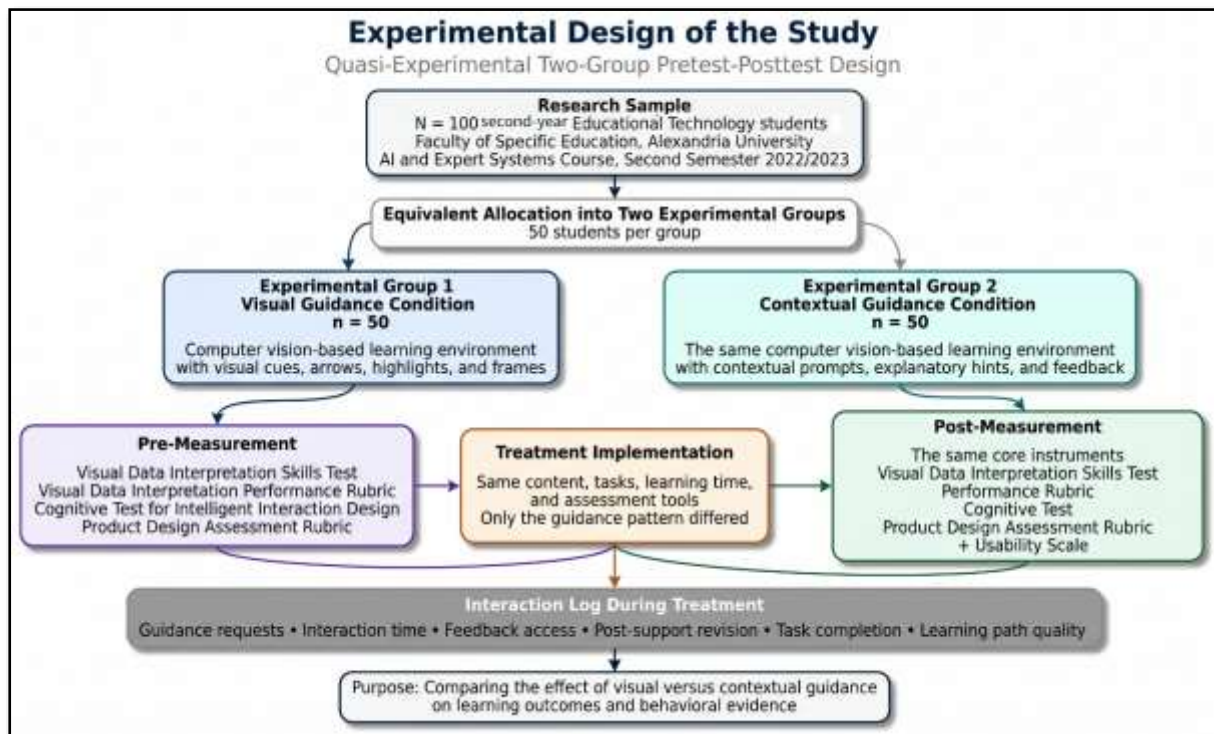 Experimental Design of the Study
Quasi-Experimental Two-Group Pretest-Posttest Design
Research Sample
N = 100 second-year Educational Technology students
Faculty of Specific Education, Alexandria University
AI and Expert Systems Course, Second Semester 2022/2023
Equivalent Allocation into Two Experimental Groups
50 students per group
Experimental Group 1
Visual Guidance Condition
n = 50
Computer vision-based learning environment
with visual cues, arrows, highlights, and frames
Experimental Group 2
Contextual Guidance Condition
n = 50
The same computer vision-based learning environment
with contextual prompts, explanatory hints, and feedback
Pre-Measurement
Visual Data Interpretation Skills Test
Visual Data Interpretation Performance Rubric
Cognitive Test for Intelligent Interaction Design
Product Design Assessment Rubric
Treatment Implementation
Same content, tasks, learning time,
and assessment tools
Only the guidance pattern differed
Post-Measurement
The same core instruments
Visual Data Interpretation Skills Test
Performance Rubric
Cognitive Test
Product Design Assessment Rubric
+ Usability Scale
Interaction Log During Treatment
Guidance requests • Interaction time • Feedback access • Post-support revision • Task completion • Learning path quality
Purpose: Comparing the effect of visual versus contextual guidance
on learning outcomes and behavioral evidence